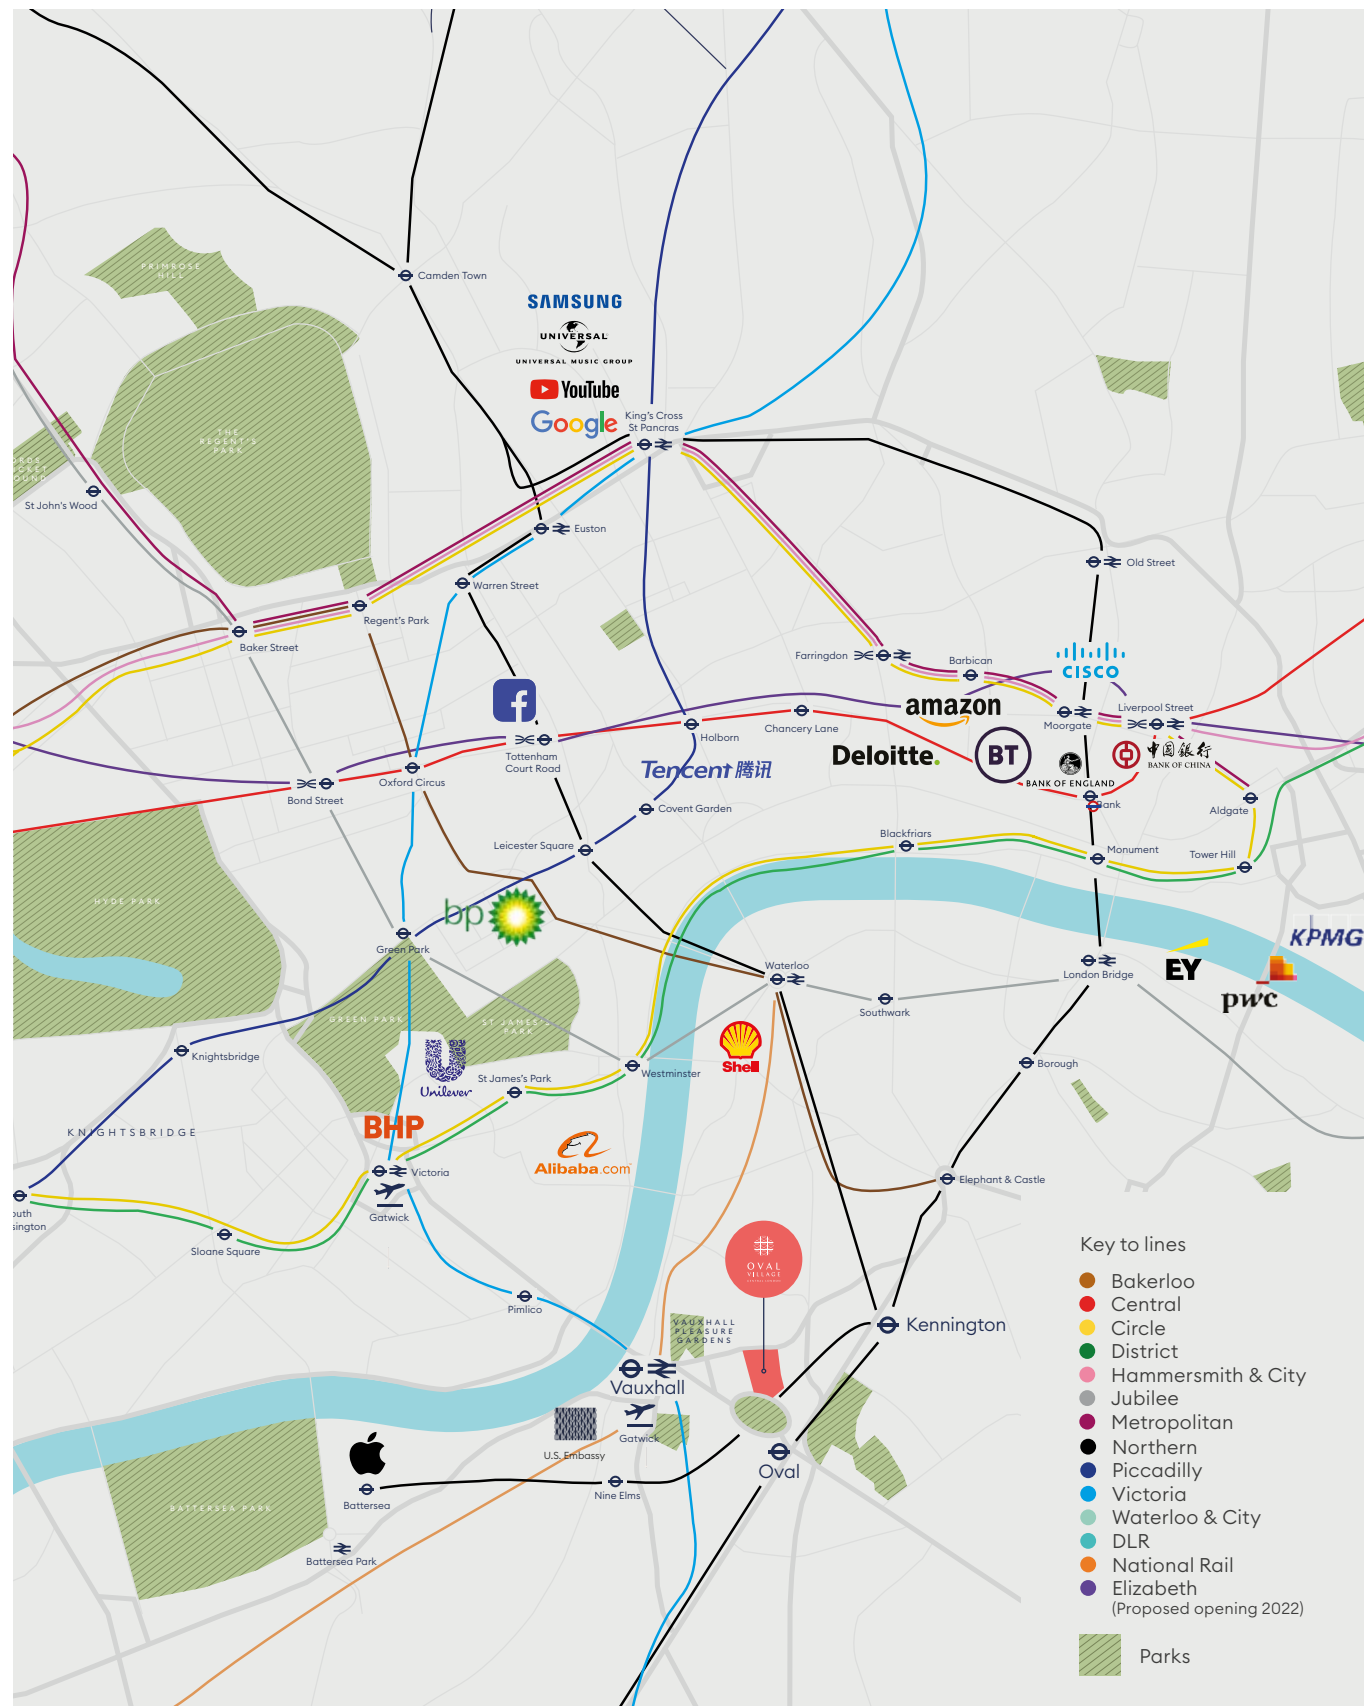 Camden Town
PRIMROSE
HILL
SAMSUNG
UNIVERSAL
UNIVERSAL MUSIC GROUP
YouTube
Google
King's Cross
St Pancras
THE
REGENT'S
PARK
ORDS
CKET
OUND
St John's Wood
Euston
Warren Street
Old Street
Regent's Park
Baker Street
Farringdon
Barbican
CISCO
amazon
Moorgate
Liverpool Street
Holborn
Chancery Lane
Tottenham
Court Road
Deloitte.
BT
BANK OF ENGLAND
中国银行
BANK OF CHINA
Tencent 腾讯
Oxford Circus
Bond Street
Covent Garden
Bank
Aldgate
Leicester Square
Blackfriars
Monument
Tower Hill
HYDE PARK
bp
Green Park
KPMG
EY
pwc
Waterloo
London Bridge
Southwark
GREEN PARK
ST JAMES'
PARK
Knightsbridge
Unilever
St James's Park
Westminster
Shell
Borough
KNIGHTSBRIDGE
BHP
Alibaba.com
Victoria
Gatwick
Elephant & Castle
outh
sington
Sloane Square
OVAL
VILLAGE
Pimlico
VAUXHALL
PLEASURE
GARDENS
Kennington
Vauxhall
Gatwick
U.S. Embassy
Oval
Battersea
Nine Elms
BATTERSEA PARK
Battersea Park
Key to lines
Bakerloo
Central
Circle
District
Hammersmith & City
Jubilee
Metropolitan
Northern
Piccadilly
Victoria
Waterloo & City
DLR
National Rail
Elizabeth
(Proposed opening 2022)
Parks